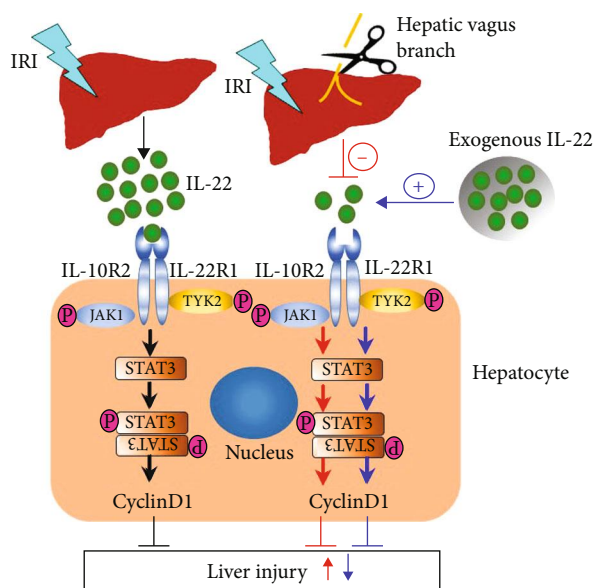 Hepatic vagus
branch
IRI
IRI
Exogenous IL-22
IL-22
−
+
IL-10R2
IL-22R1
IL-10R2
IL-22R1
P
JAK1
TYK2
P
P
JAK1
TYK2
P
STAT3
STAT3
P
STAT3
STAT3
P
P
STAT3
STAT3
P
Nucleus
Hepatocyte
CyclinD1
CyclinD1
Liver injury